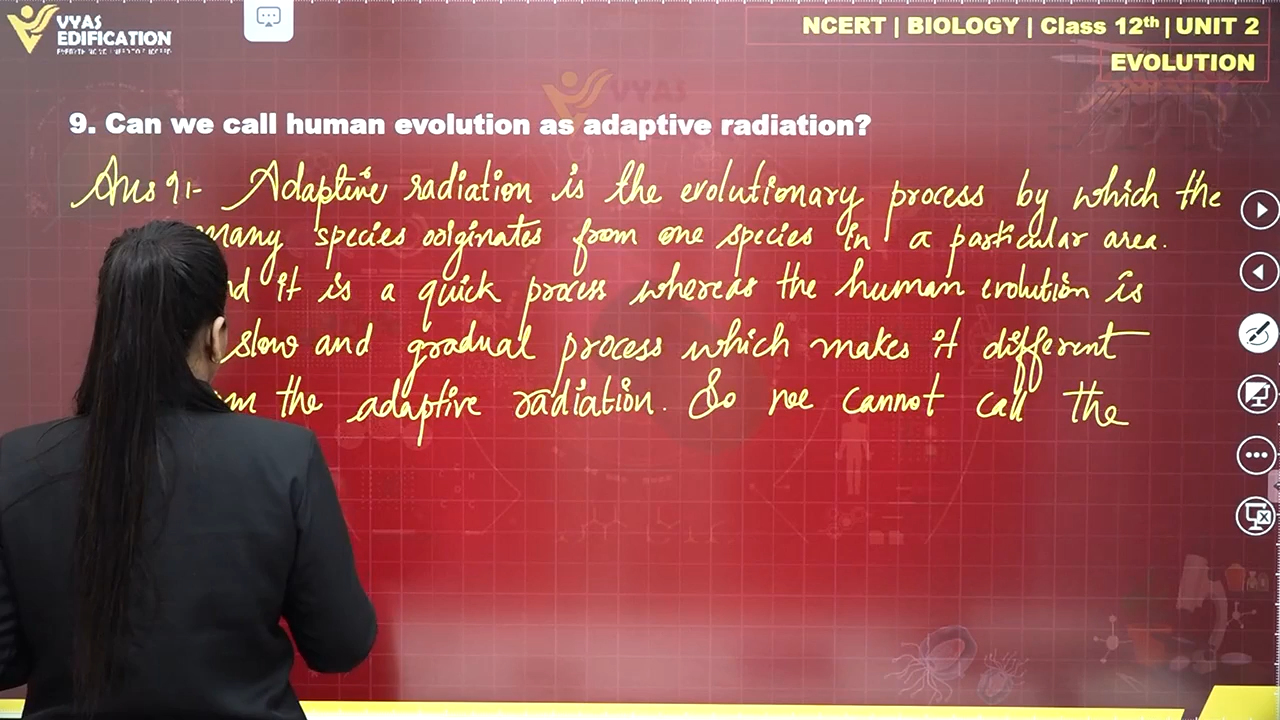 VYAS
EDIFICATION
NCERT | BIOLOGY | Class 12th | UNIT 2
EVOLUTION
VYAS
9. Can we call human evolution as adaptive radiation?
Ans 9:- Adaptive radiation is the evolutionary process by which the
many species originates from one species in a particular area.
nd it is a quick process whereas the human evolution is
slow and gradual process which makes it different
om the adaptive radiation. So we cannot call the